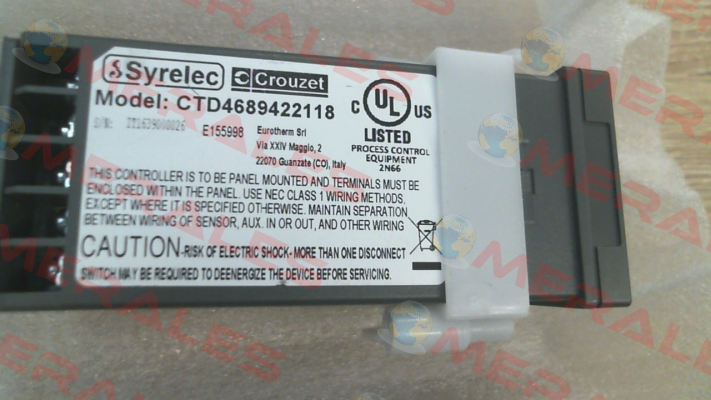 Syrelec Crouzet
Model: CTD4689422118
C UL US
LISTED
PROCESS CONTROL
EQUIPMENT
2N66
S/N:
E155998
Eurotherm Srl
Via XXIV Maggio, 2
22070 Guanzate (CO), Italy
THIS CONTROLLER IS TO BE PANEL MOUNTED AND TERMINALS MUST BE
ENCLOSED WITHIN THE PANEL. USE NEC CLASS 1 WIRING METHODS,
EXCEPT WHERE IT IS SPECIFIED OTHERWISE. MAINTAIN SEPARATION
BETWEEN WIRING OF SENSOR, AUX. IN OR OUT, AND OTHER WIRING
CAUTION -RISK OF ELECTRIC SHOCK- MORE THAN ONE DISCONNECT
SWITCH MAY BE REQUIRED TO DEENERGIZE THE DEVICE BEFORE SERVICING.
MERALES